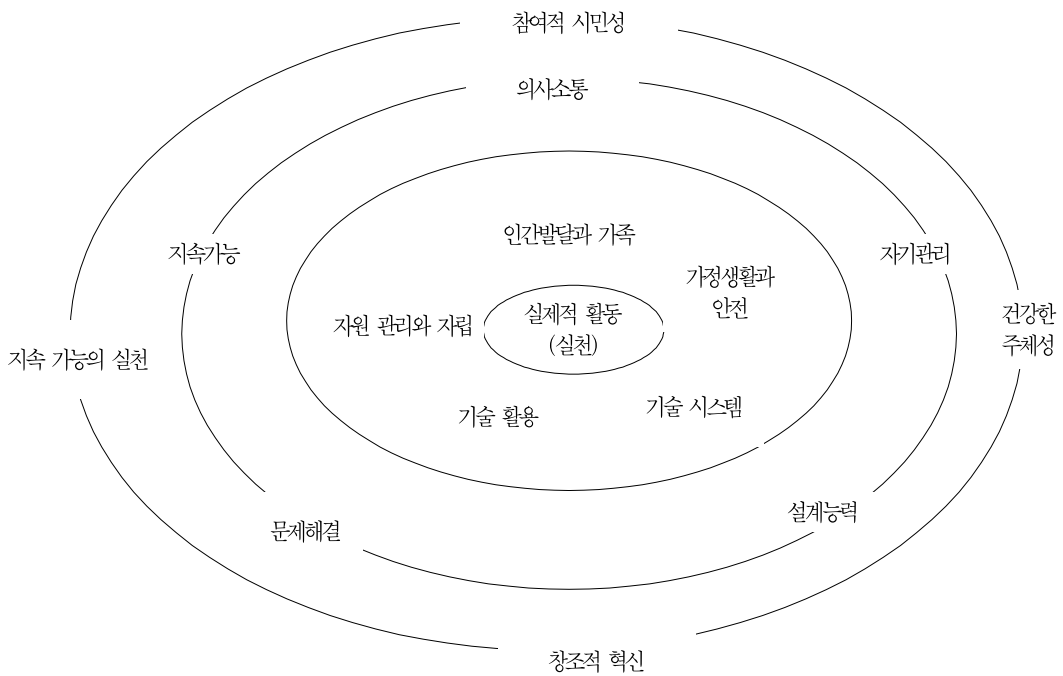 참여적 시민성
의사소통
인간발달과 가족
지속가능
자기관리
가정생활과
안전
자원 관리와 자립
실제적 활동
(실천)
건강한
주체성
지속 가능의 실천
기술 활용
기술 시스템
문제해결
설계능력
창조적 혁신